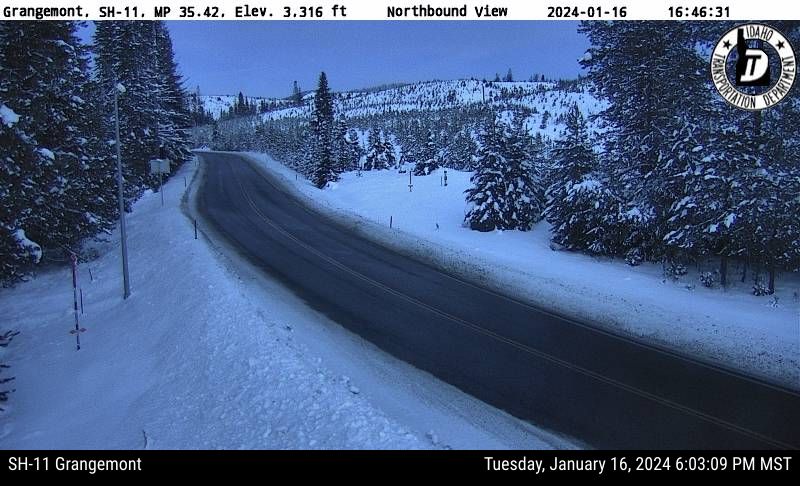 Grangemont, SH-11, MP 35.42, Elev. 3,316 ft Northbound View 2024-01-16 16:46:31
IDAHO
TRANSPORTATION DEPARTMENT
SH-11 Grangemont Tuesday, January 16, 2024 6:03:09 PM MST